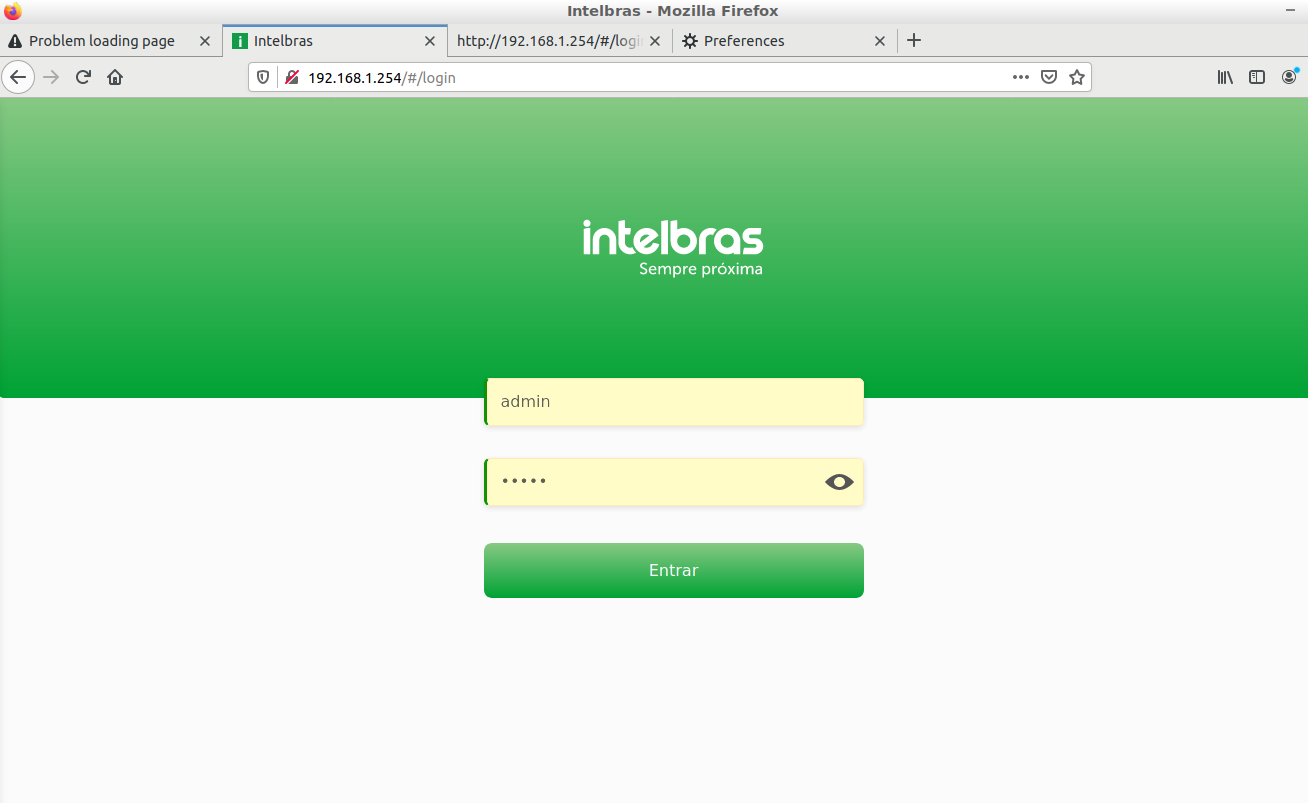 Intelbras - Mozilla Firefox
Problem loading page
Intelbras
http://192.168.1.254/#/logi
Preferences
192.168.1.254/#/login
intelbras
Sempre próxima
admin
•••••
Entrar